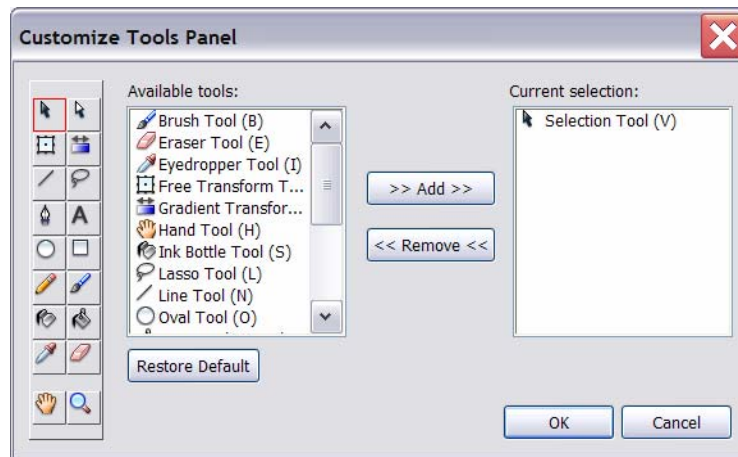 Customize Tools Panel
Available tools:
Brush Tool (B)
Eraser Tool (E)
Eyedropper Tool (I)
Free Transform T...
Gradient Transfor...
Hand Tool (H)
Ink Bottle Tool (S)
Lasso Tool (L)
Line Tool (N)
Oval Tool (O)
Restore Default
>> Add >>
<< Remove <<
Current selection:
Selection Tool (V)
OK
Cancel